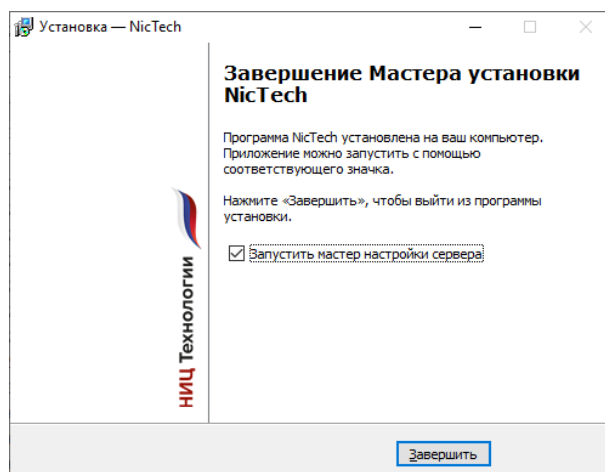 Установка — NicTech
Завершение Мастера установки
NicTech
Программа NicTech установлена на ваш компьютер.
Приложение можно запустить с помощью
соответствующего значка.
Нажмите «Завершить», чтобы выйти из программы
установки.
Запустить мастер настройки сервера
НИЦ Технологии
Завершить